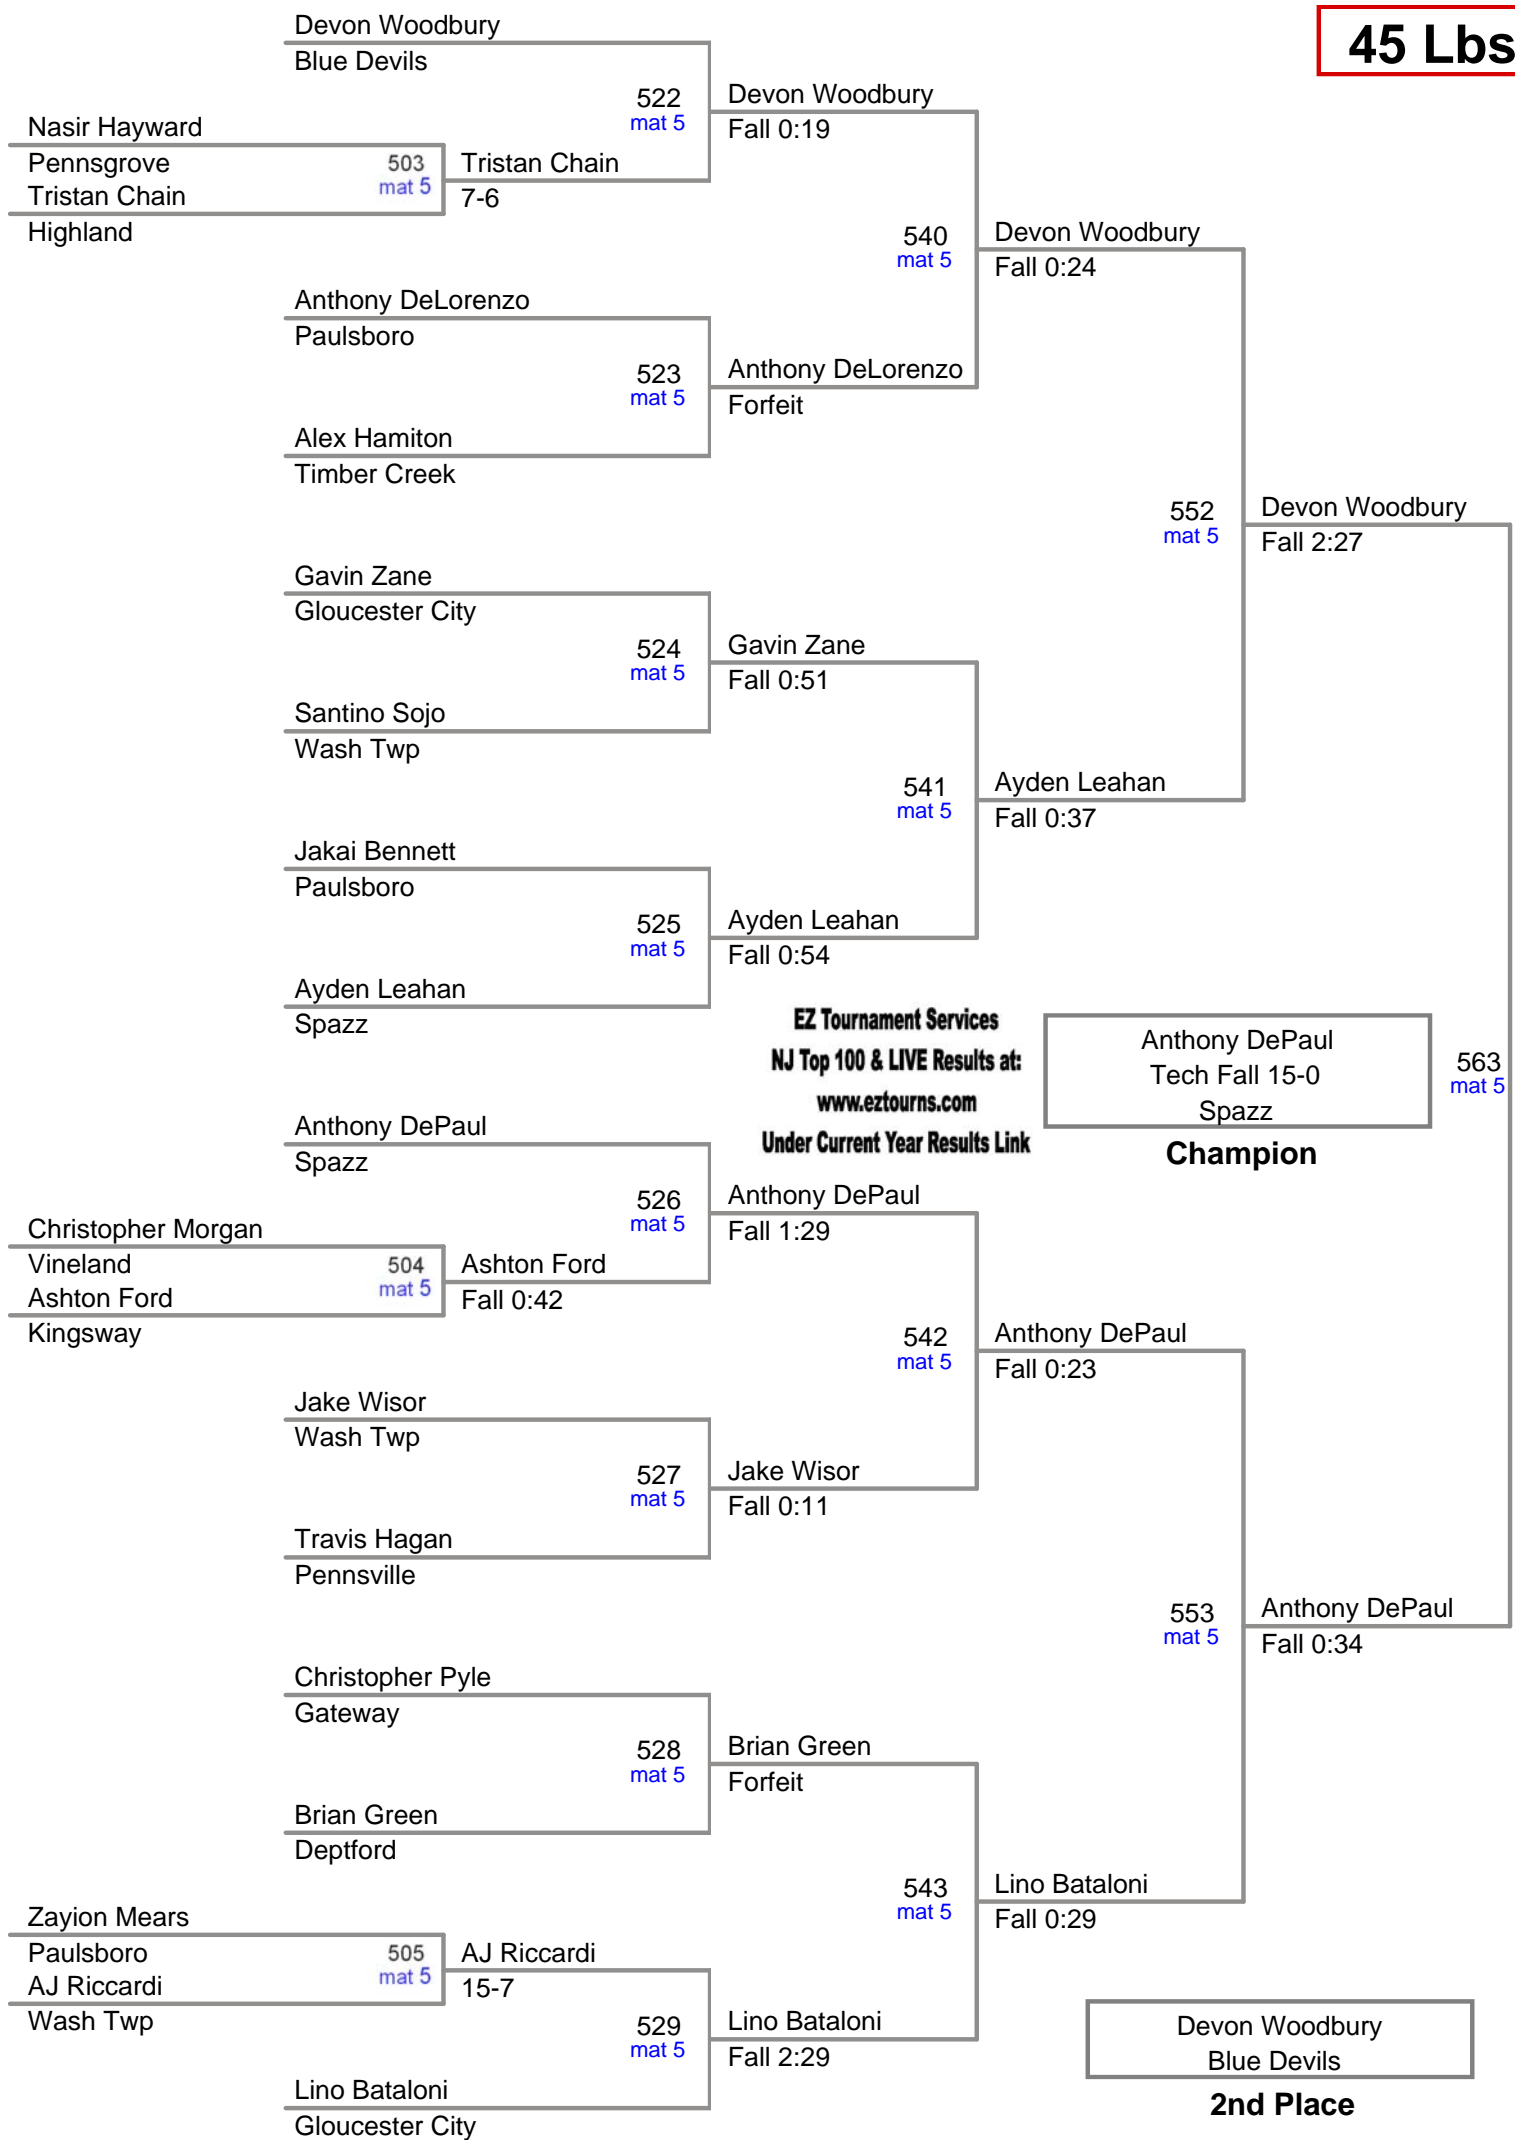 45 Lbs
Devon Woodbury
Blue Devils
522
mat 5
Devon Woodbury
Fall 0:19
Nasir Hayward
Pennsgrove
503
mat 5
Tristan Chain
Highland
Tristan Chain
7-6
540
mat 5
Devon Woodbury
Fall 0:24
Anthony DeLorenzo
Paulsboro
523
mat 5
Anthony DeLorenzo
Forfeit
Alex Hamiton
Timber Creek
552
mat 5
Devon Woodbury
Fall 2:27
Gavin Zane
Gloucester City
524
mat 5
Gavin Zane
Fall 0:51
Santino Sojo
Wash Twp
541
mat 5
Ayden Leahan
Fall 0:37
Jakai Bennett
Paulsboro
525
mat 5
Ayden Leahan
Fall 0:54
Ayden Leahan
Spazz
EZ Tournament Services
NJ Top 100 & LIVE Results at:
www.eztourns.com
Under Current Year Results Link
Anthony DePaul
Tech Fall 15-0
Spazz
Champion
563
mat 5
Anthony DePaul
Spazz
526
mat 5
Anthony DePaul
Fall 1:29
Christopher Morgan
Vineland
504
mat 5
Ashton Ford
Kingsway
Ashton Ford
Fall 0:42
542
mat 5
Anthony DePaul
Fall 0:23
Jake Wisor
Wash Twp
527
mat 5
Jake Wisor
Fall 0:11
Travis Hagan
Pennsville
553
mat 5
Anthony DePaul
Fall 0:34
Christopher Pyle
Gateway
528
mat 5
Brian Green
Forfeit
Brian Green
Deptford
543
mat 5
Lino Bataloni
Fall 0:29
Zayion Mears
Paulsboro
505
mat 5
AJ Riccardi
Wash Twp
AJ Riccardi
15-7
529
mat 5
Lino Bataloni
Fall 2:29
Lino Bataloni
Gloucester City
Devon Woodbury
Blue Devils
2nd Place